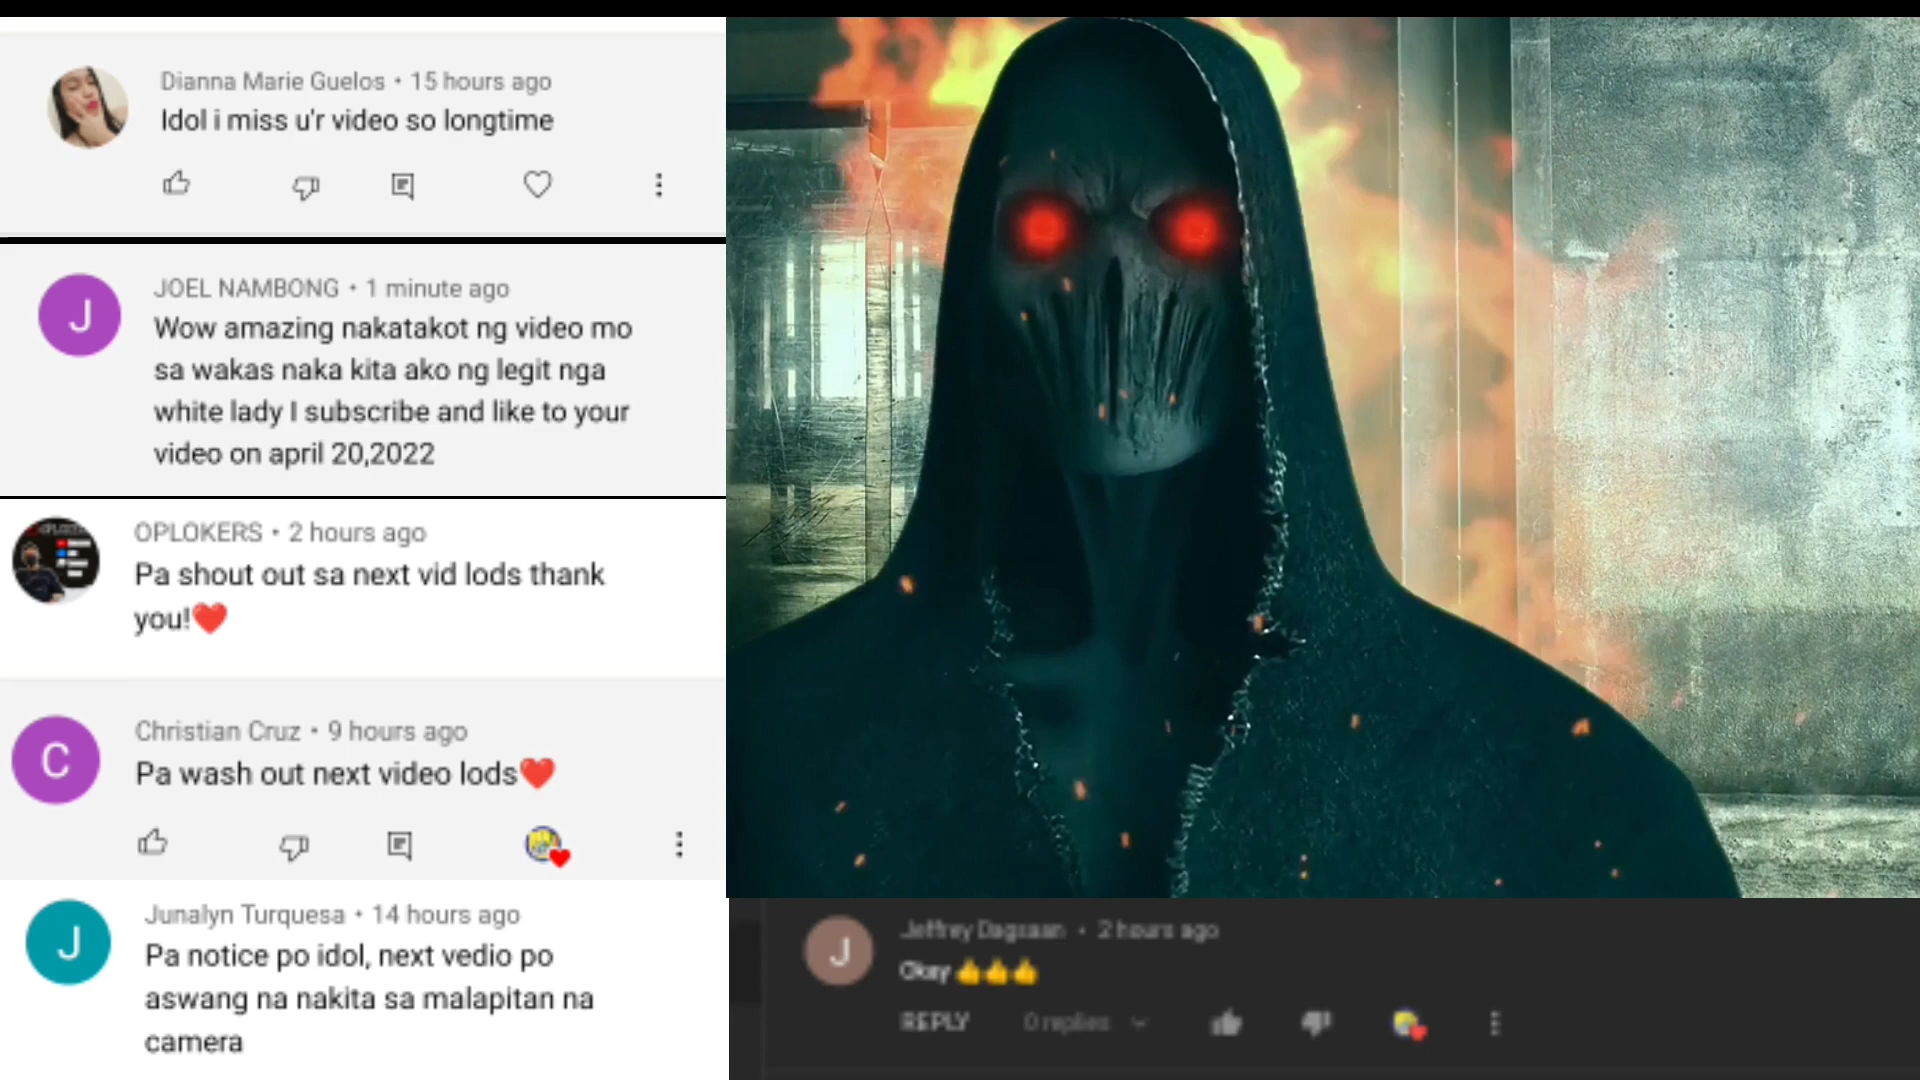 Dianna Marie Guelos • 15 hours ago
Idol i miss u'r video so longtime
J
JOEL NAMBONG • 1 minute ago
Wow amazing nakatakot ng video mo
sa wakas naka kita ako ng legit nga
white lady I subscribe and like to your
video on april 20,2022
OPLOKERS • 2 hours ago
Pa shout out sa next vid lods thank
you!❤️
C
Christian Cruz • 9 hours ago
Pa wash out next video lods❤️
J
Junalyn Turquesa • 14 hours ago
Pa notice po idol, next vedio po
aswang na nakita sa malapitan na
camera
J
Jeffrey Dagsaan • 2 hours ago
Okay 👍👍👍
REPLY 0 replies